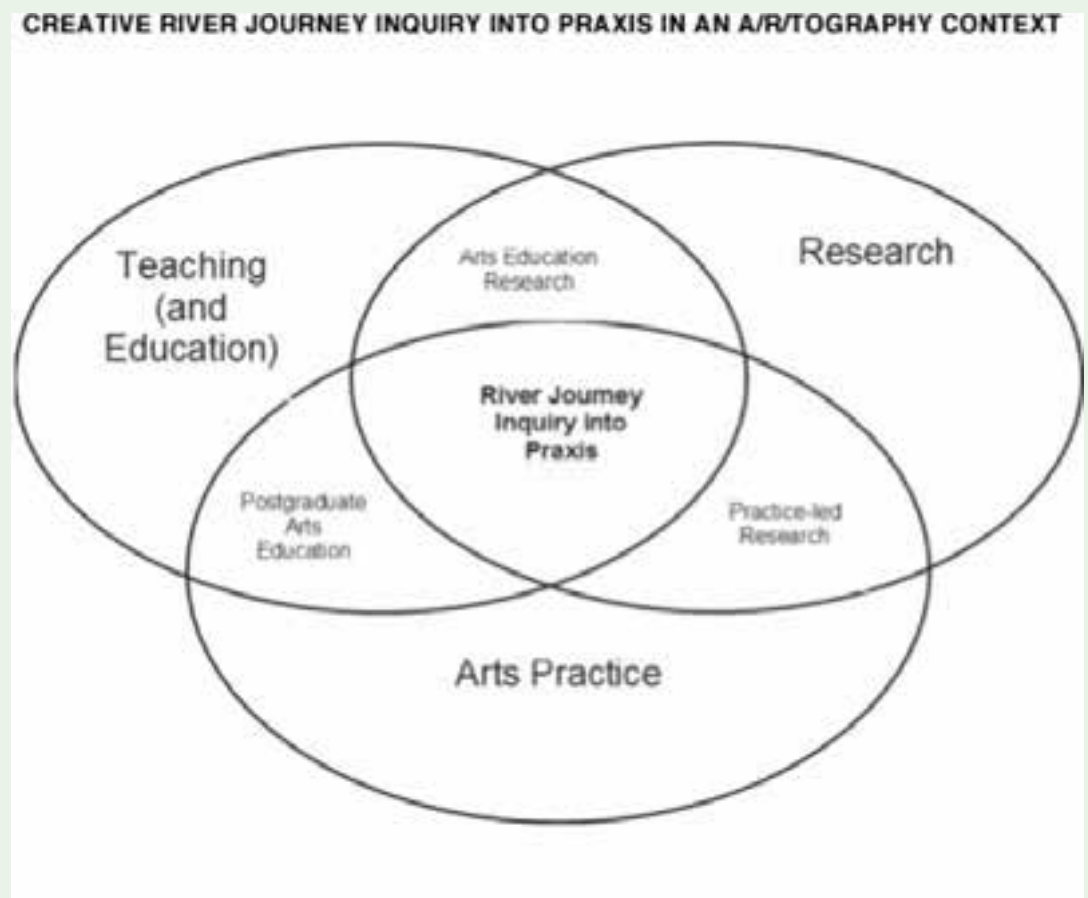 CREATIVE RIVER JOURNEY INQUIRY INTO PRAXIS IN AN A/R/TOGRAPHY CONTEXT
Teaching
(and
Education)
Arts Education
Research
Research
River Journey
Inquiry into
Praxis
Postgraduate
Arts
Education
Practice-led
Research
Arts Practice